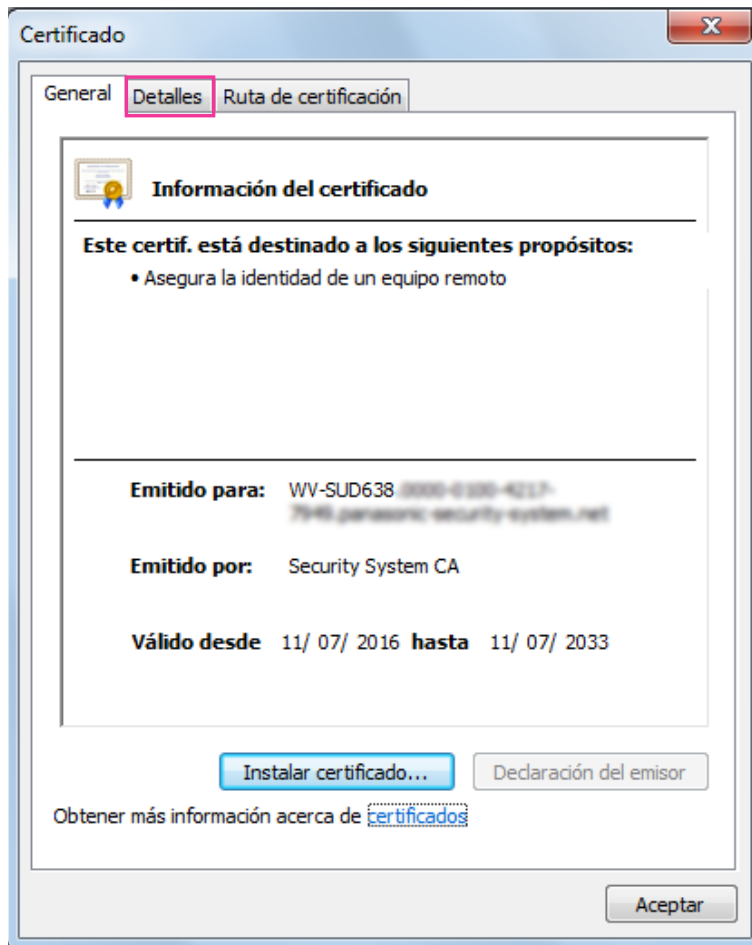 Certificado
General Detalles Ruta de certificación
Información del certificado
Este certif. está destinado a los siguientes propósitos:
• Asegura la identidad de un equipo remoto
Emitido para: WV-SUD638
Emitido por: Security System CA
Válido desde 11/ 07/ 2016 hasta 11/ 07/ 2033
Instalar certificado... Declaración del emisor
Obtener más información acerca de certificados
Aceptar